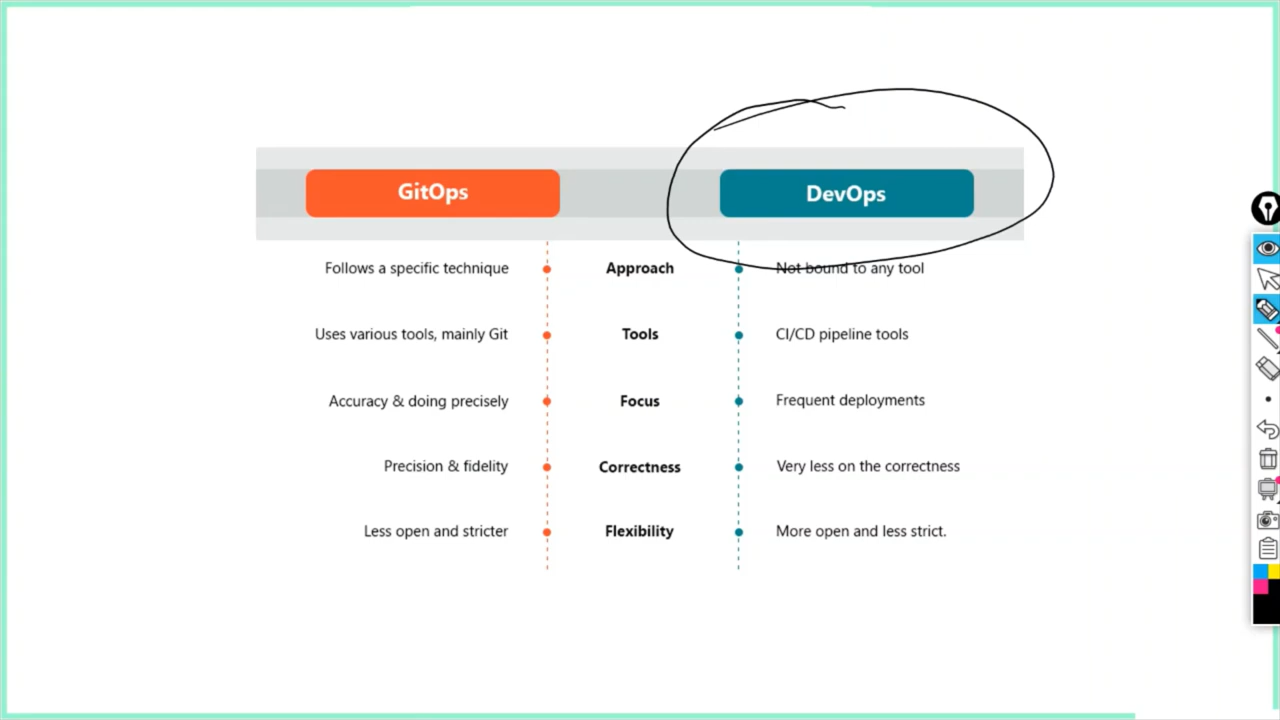 GitOps DevOps
Follows a specific technique Approach Not bound to any tool
Uses various tools, mainly Git Tools CI/CD pipeline tools
Accuracy & doing precisely Focus Frequent deployments
Precision & fidelity Correctness Very less on the correctness
Less open and stricter Flexibility More open and less strict.